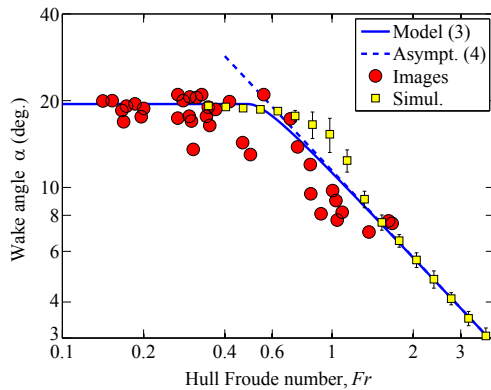 Model (3)
Asympt. (4)
Images
Simul.
Wake angle α (deg.)
40
20
10
8
6
4
3
0.1 0.2 0.4 0.6 1 2 3
Hull Froude number, Fr